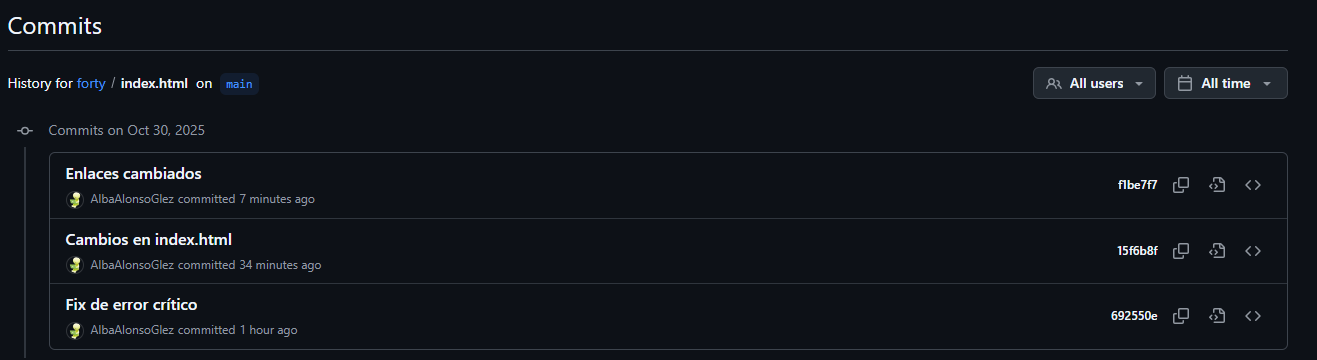 Commits
History for forty / index.html on main
All users
All time
Commits on Oct 30, 2025
Enlaces cambiados
AlbaAlonsoGlez committed 7 minutes ago
f1be7f7
Cambios en index.html
AlbaAlonsoGlez committed 34 minutes ago
15f6b8f
Fix de error crítico
AlbaAlonsoGlez committed 1 hour ago
692550e